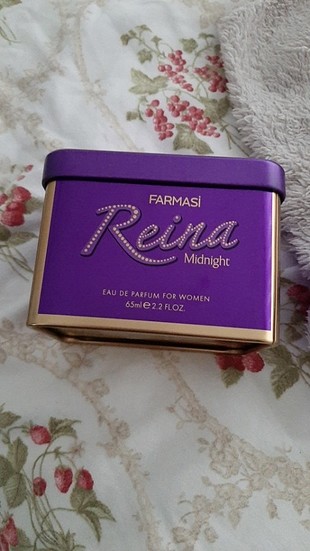 FARMASİ
Reina
Midnight
EAU DE PARFUM FOR WOMEN
65ml e 2.2 FL.OZ.